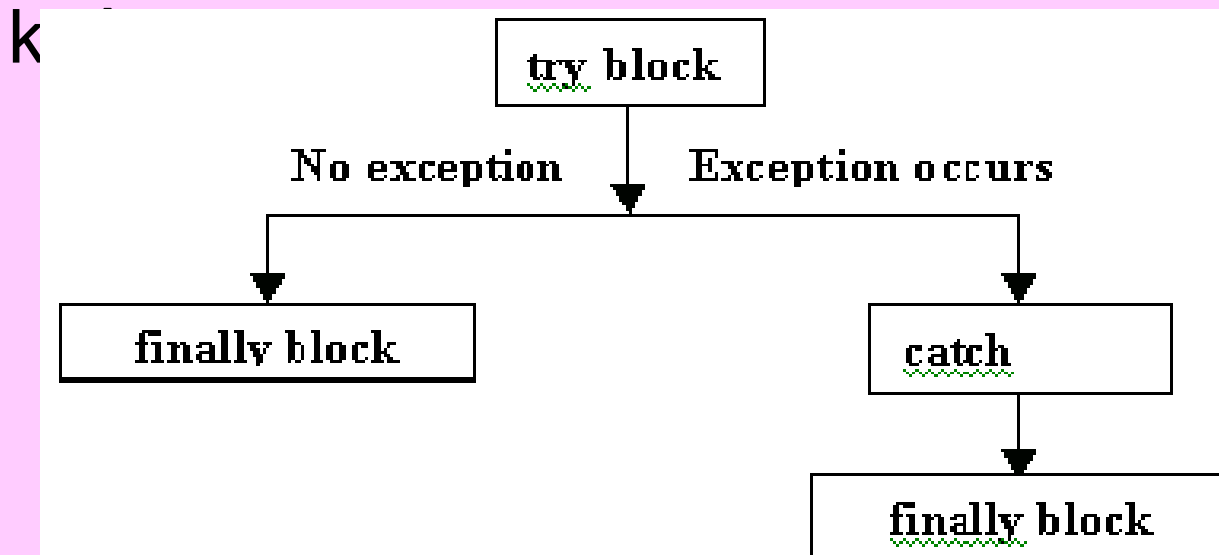 try block
No exception
Exception occurs
finally block
catch
finally block